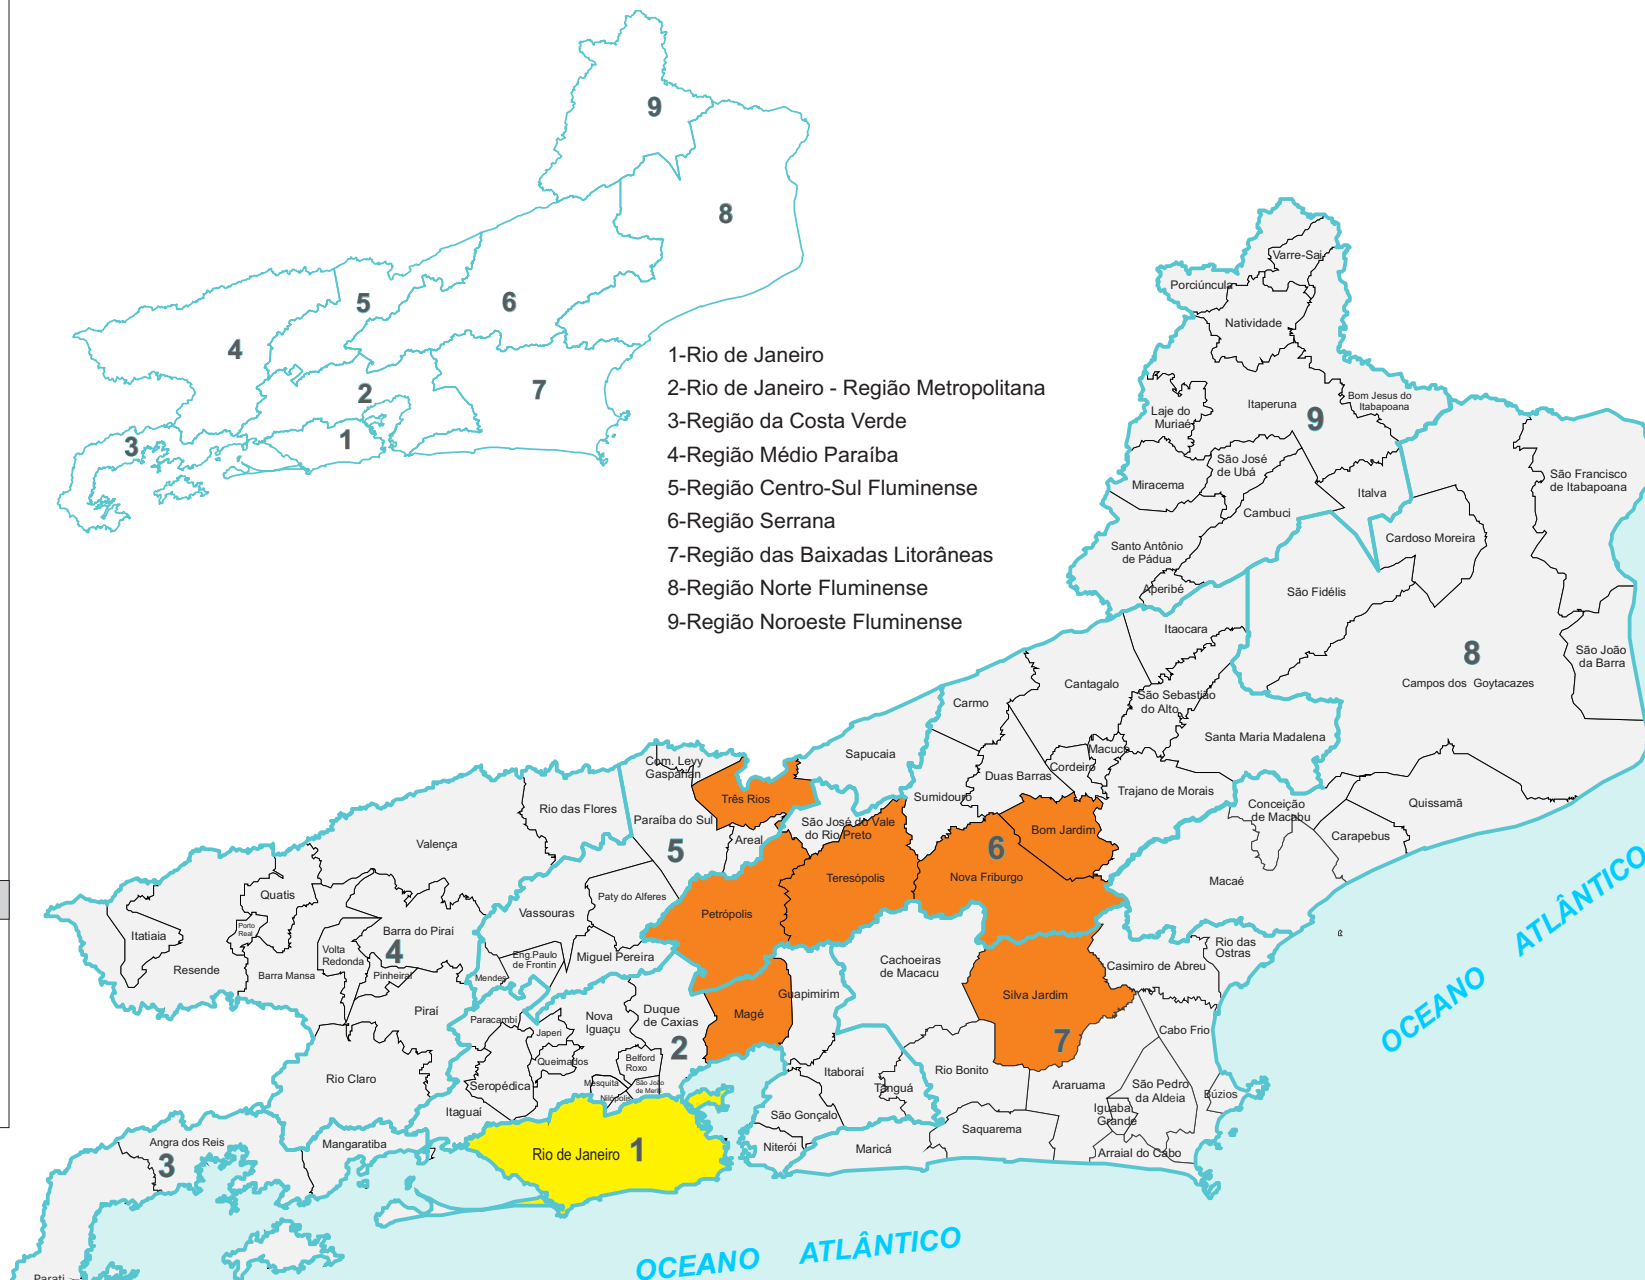 9
8
5
6
4
2
7
3
1
1-Rio de Janeiro
2-Rio de Janeiro - Região Metropolitana
3-Região da Costa Verde
4-Região Médio Paraíba
5-Região Centro-Sul Fluminense
6-Região Serrana
7-Região das Baixadas Litorâneas
8-Região Norte Fluminense
9-Região Noroeste Fluminense
Varre-Sai
Porciúncula
Natividade
Bom Jesus do
Itabapoana
Itaperuna
9
Laje do
Muriaé
São José
de Ubá
Miracema
Italva
São Francisco
de Itabapoana
Cambuci
Cardoso Moreira
Santo Antônio
de Pádua
Aperibé
São Fidélis
Itaocara
8
São João
da Barra
Campos dos Goytacazes
Cantagalo
São Sebastião
do Alto
Carmo
Santa Maria Madalena
Macuco
Cordeiro
Duas Barras
Sapucaia
Com. Levy
Gasparian
Três Rios
Sumidouro
Trajano de Morais
Conceição
de Macabu
Quissamã
Carapebus
Rio das Flores
Paraíba do Sul
São José do Vale
do Rio Preto
Bom Jardim
Areal
5
6
Valença
Teresópolis
Nova Friburgo
Macaé
Quatis
Paty do Alferes
Vassouras
Petrópolis
Porto
Real
Itatiaia
Barra do Piraí
4
Volta
Redonda
Resende
Barra Mansa
Pinheiral
Eng.Paulo
de Frontin
Mendes
Miguel Pereira
Rio das
Ostras
Cachoeiras
de Macacu
Casimiro de Abreu
Guapimirim
Silva Jardim
Piraí
Paracambi
Nova
Iguaçu
Duque
de Caxias
Magé
Japeri
7
Cabo Frio
2
Queimados
Belford
Roxo
Rio Claro
Seropédica
Mesquita
São João
de Meriti
Nilópolis
Itaboraí
Tanguá
Rio Bonito
Araruama
São Pedro
da Aldeia
Búzios
Itaguaí
Iguaba
Grande
São Gonçalo
Saquarema
Angra dos Reis
3
Mangaratiba
Rio de Janeiro
1
Niterói
Maricá
Arraial do Cabo
OCEANO ATLÂNTICO
OCEANO ATLÂNTICO
Parati